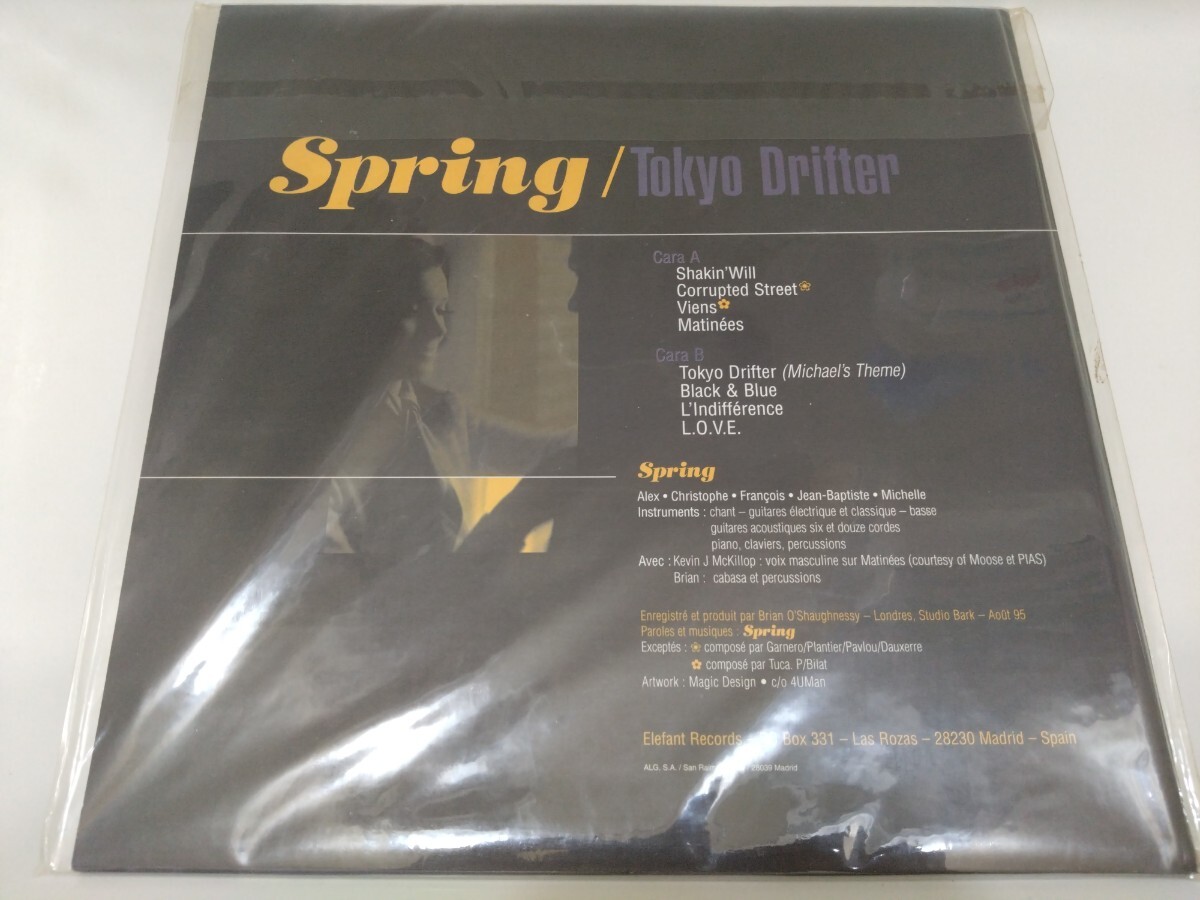 Spring / Tokyo Drifter
Cara A
Shakin'Will
Corrupted Street
Viens
Matinées
Cara B
Tokyo Drifter (Michael's Theme)
Black & Blue
L'Indifférence
L.O.V.E.
Spring
Alex • Christophe • François • Jean-Baptiste • Michelle
Instruments : chant – guitares électrique et classique – basse
guitares acoustiques six et douze cordes
piano, claviers, percussions
Avec : Kevin J McKillop : voix masculine sur Matinées (courtesy of Moose et PIAS)
Brian : cabasa et percussions
Enregistré et produit par Brian O'Shaughnessy – Londres, Studio Bark – Août 95
Paroles et musiques : Spring
Exceptés : composé par Garnero/Plantier/Pavlou/Dauxerre
composé par Tuca. P/Bilat
Artwork : Magic Design • c/o 4UMan
Elefant Records Box 331 – Las Rozas – 28230 Madrid – Spain
ALG, S.A. / San 28039 Madrid